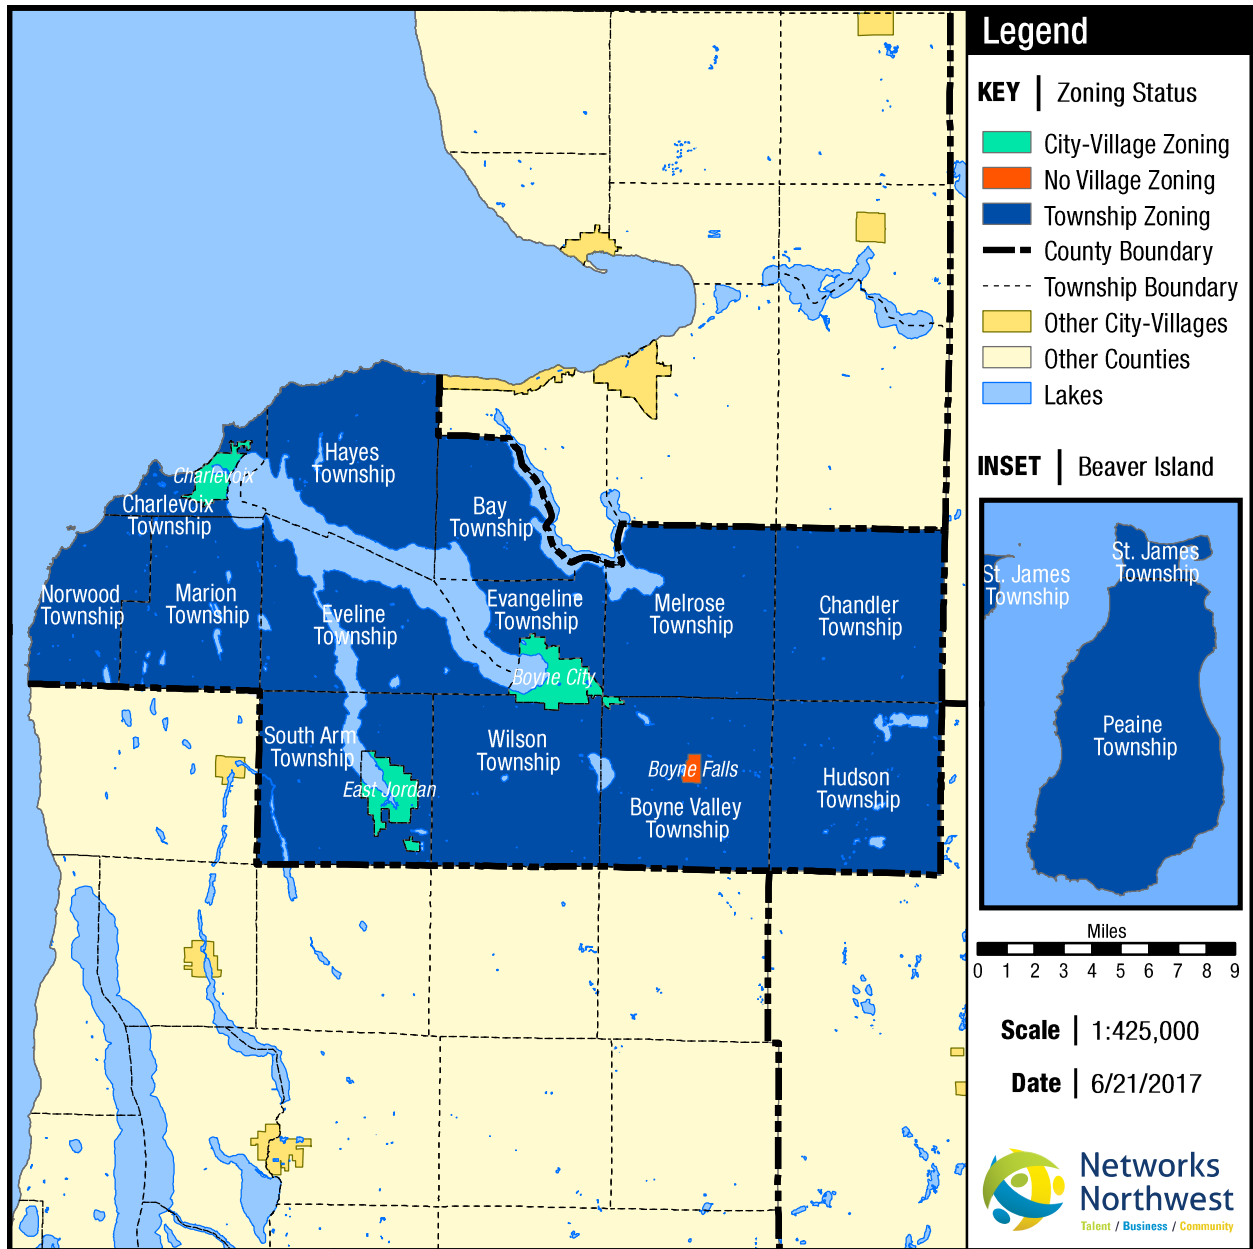 Legend
KEY | Zoning Status
City-Village Zoning
No Village Zoning
Township Zoning
County Boundary
Township Boundary
Other City-Villages
Other Counties
Lakes
INSET | Beaver Island
St. James
Township
St. James
Township
Peaine
Township
Miles
0 1 2 3 4 5 6 7 8 9
Scale | 1:425,000
Date | 6/21/2017
Networks
Northwest
Talent / Business / Community
Hayes
Township
Charlevoix
Charlevoix
Township
Bay
Township
Norwood
Township
Marion
Township
Eveline
Township
Evangeline
Township
Melrose
Township
Chandler
Township
Boyne City
South Arm
Township
East Jordan
Wilson
Township
Boyne Falls
Boyne Valley
Township
Hudson
Township